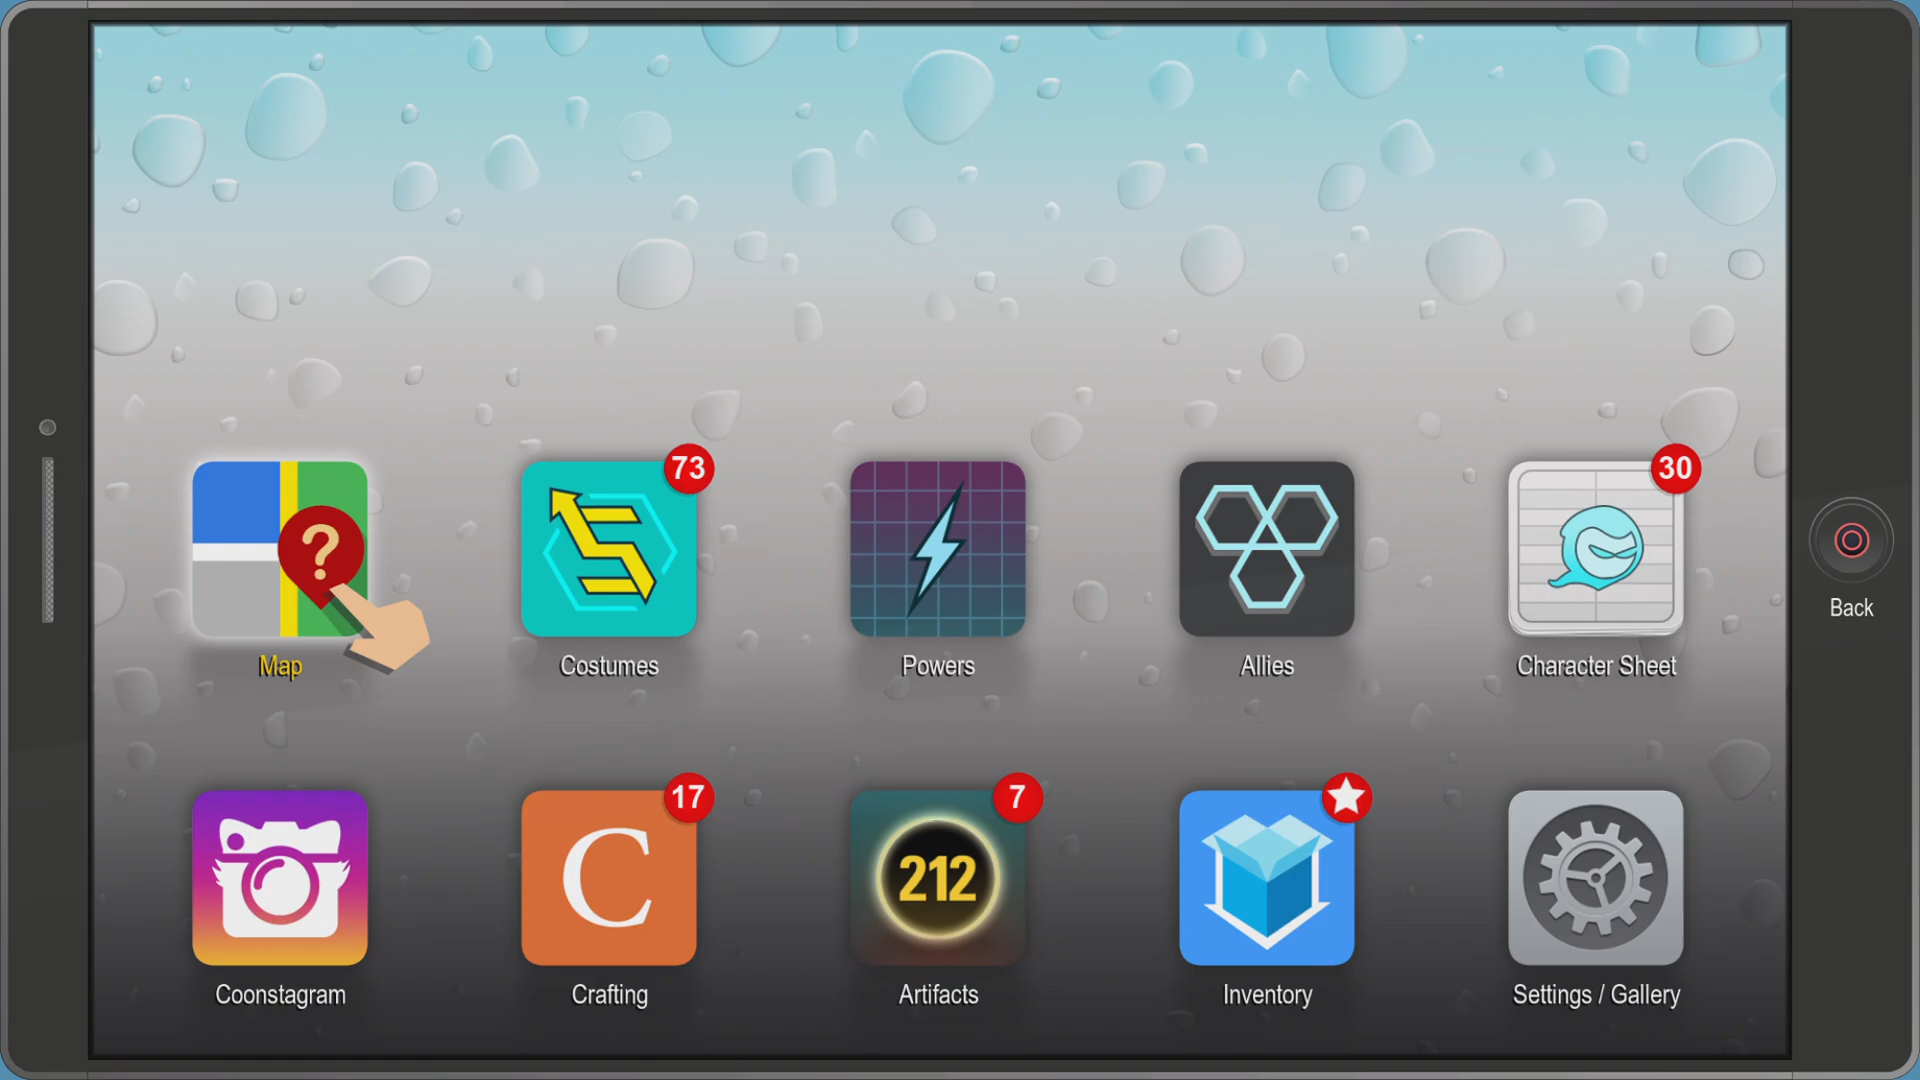 73
30
?
Map
Costumes
Powers
Allies
Character Sheet
Back
17
7
C
212
Coonstagram
Crafting
Artifacts
Inventory
Settings / Gallery